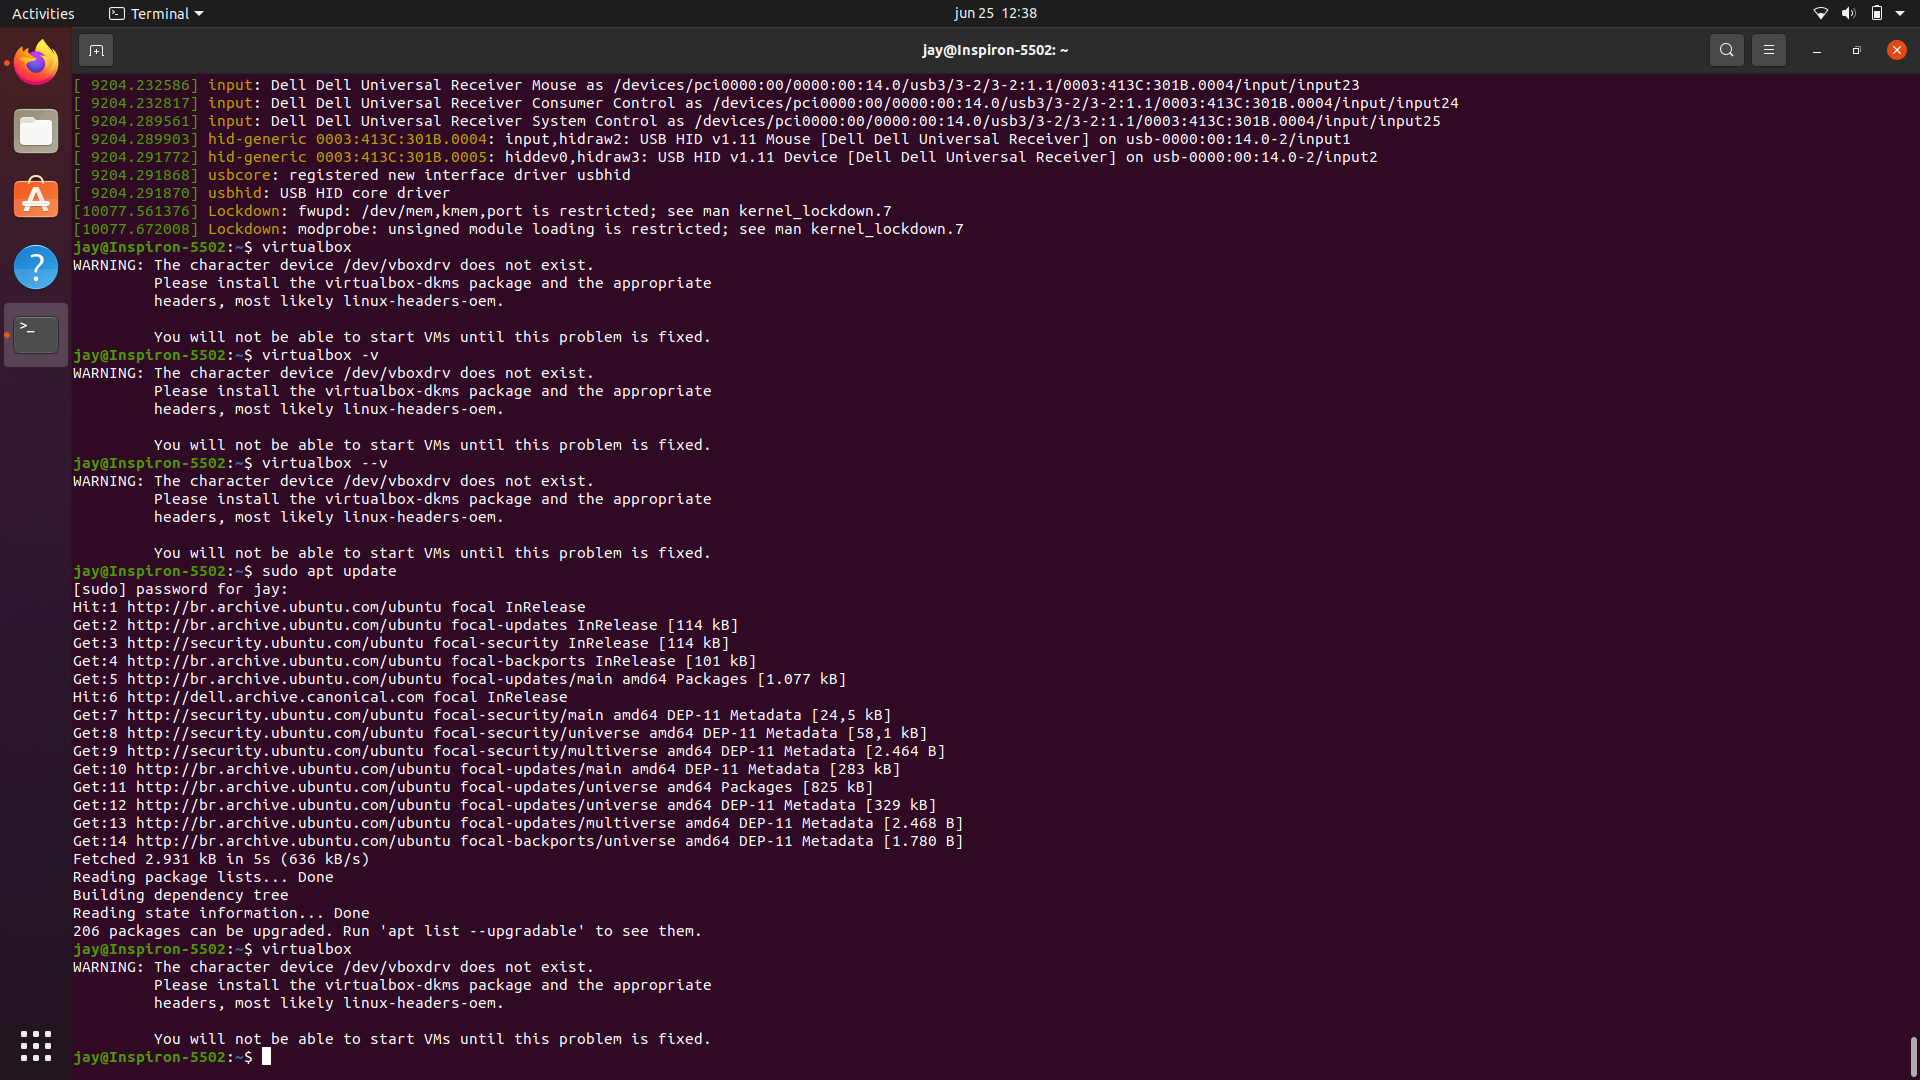 Activities
Terminal
jun 25 12:38
jay@Inspiron-5502: ~
[ 9204.232586] input: Dell Dell Universal Receiver Mouse as /devices/pci0000:00/0000:00:14.0/usb3/3-2/3-2:1.1/0003:413C:301B.0004/input/input23
[ 9204.232817] input: Dell Dell Universal Receiver Consumer Control as /devices/pci0000:00/0000:00:14.0/usb3/3-2/3-2:1.1/0003:413C:301B.0004/input/input24
[ 9204.289561] input: Dell Dell Universal Receiver System Control as /devices/pci0000:00/0000:00:14.0/usb3/3-2/3-2:1.1/0003:413C:301B.0004/input/input25
[ 9204.289903] hid-generic 0003:413C:301B.0004: input,hidraw2: USB HID v1.11 Mouse [Dell Dell Universal Receiver] on usb-0000:00:14.0-2/input1
[ 9204.291772] hid-generic 0003:413C:301B.0005: hiddev0,hidraw3: USB HID v1.11 Device [Dell Dell Universal Receiver] on usb-0000:00:14.0-2/input2
[ 9204.291868] usbcore: registered new interface driver usbhid
[ 9204.291870] usbhid: USB HID core driver
[10077.561376] Lockdown: fwupd: /dev/mem,kmem,port is restricted; see man kernel_lockdown.7
[10077.672008] Lockdown: modprobe: unsigned module loading is restricted; see man kernel_lockdown.7
jay@Inspiron-5502:~$ virtualbox
WARNING: The character device /dev/vboxdrv does not exist.
Please install the virtualbox-dkms package and the appropriate
headers, most likely linux-headers-oem.
You will not be able to start VMs until this problem is fixed.
jay@Inspiron-5502:~$ virtualbox -v
WARNING: The character device /dev/vboxdrv does not exist.
Please install the virtualbox-dkms package and the appropriate
headers, most likely linux-headers-oem.
You will not be able to start VMs until this problem is fixed.
jay@Inspiron-5502:~$ virtualbox --v
WARNING: The character device /dev/vboxdrv does not exist.
Please install the virtualbox-dkms package and the appropriate
headers, most likely linux-headers-oem.
You will not be able to start VMs until this problem is fixed.
jay@Inspiron-5502:~$ sudo apt update
[sudo] password for jay:
Hit:1 http://br.archive.ubuntu.com/ubuntu focal InRelease
Get:2 http://br.archive.ubuntu.com/ubuntu focal-updates InRelease [114 kB]
Get:3 http://security.ubuntu.com/ubuntu focal-security InRelease [114 kB]
Get:4 http://br.archive.ubuntu.com/ubuntu focal-backports InRelease [101 kB]
Get:5 http://br.archive.ubuntu.com/ubuntu focal-updates/main amd64 Packages [1.077 kB]
Hit:6 http://dell.archive.canonical.com focal InRelease
Get:7 http://security.ubuntu.com/ubuntu focal-security/main amd64 DEP-11 Metadata [24,5 kB]
Get:8 http://security.ubuntu.com/ubuntu focal-security/universe amd64 DEP-11 Metadata [58,1 kB]
Get:9 http://security.ubuntu.com/ubuntu focal-security/multiverse amd64 DEP-11 Metadata [2.464 B]
Get:10 http://br.archive.ubuntu.com/ubuntu focal-updates/main amd64 DEP-11 Metadata [283 kB]
Get:11 http://br.archive.ubuntu.com/ubuntu focal-updates/universe amd64 Packages [825 kB]
Get:12 http://br.archive.ubuntu.com/ubuntu focal-updates/universe amd64 DEP-11 Metadata [329 kB]
Get:13 http://br.archive.ubuntu.com/ubuntu focal-updates/multiverse amd64 DEP-11 Metadata [2.468 B]
Get:14 http://br.archive.ubuntu.com/ubuntu focal-backports/universe amd64 DEP-11 Metadata [1.780 B]
Fetched 2.931 kB in 5s (636 kB/s)
Reading package lists... Done
Building dependency tree
Reading state information... Done
206 packages can be upgraded. Run 'apt list --upgradable' to see them.
jay@Inspiron-5502:~$ virtualbox
WARNING: The character device /dev/vboxdrv does not exist.
Please install the virtualbox-dkms package and the appropriate
headers, most likely linux-headers-oem.
You will not be able to start VMs until this problem is fixed.
jay@Inspiron-5502:~$